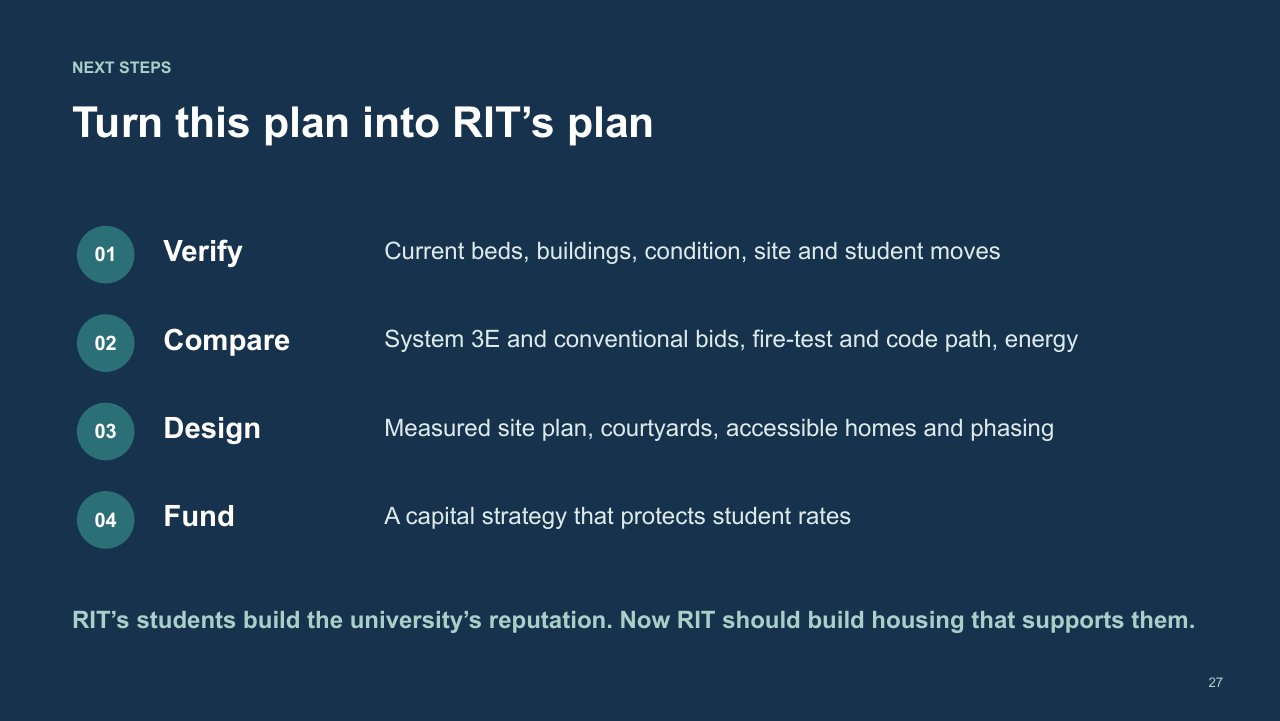 NEXT STEPS
Turn this plan into RIT’s plan
01 Verify Current beds, buildings, condition, site and student moves
02 Compare System 3E and conventional bids, fire-test and code path, energy
03 Design Measured site plan, courtyards, accessible homes and phasing
04 Fund A capital strategy that protects student rates
RIT’s students build the university’s reputation. Now RIT should build housing that supports them.
27